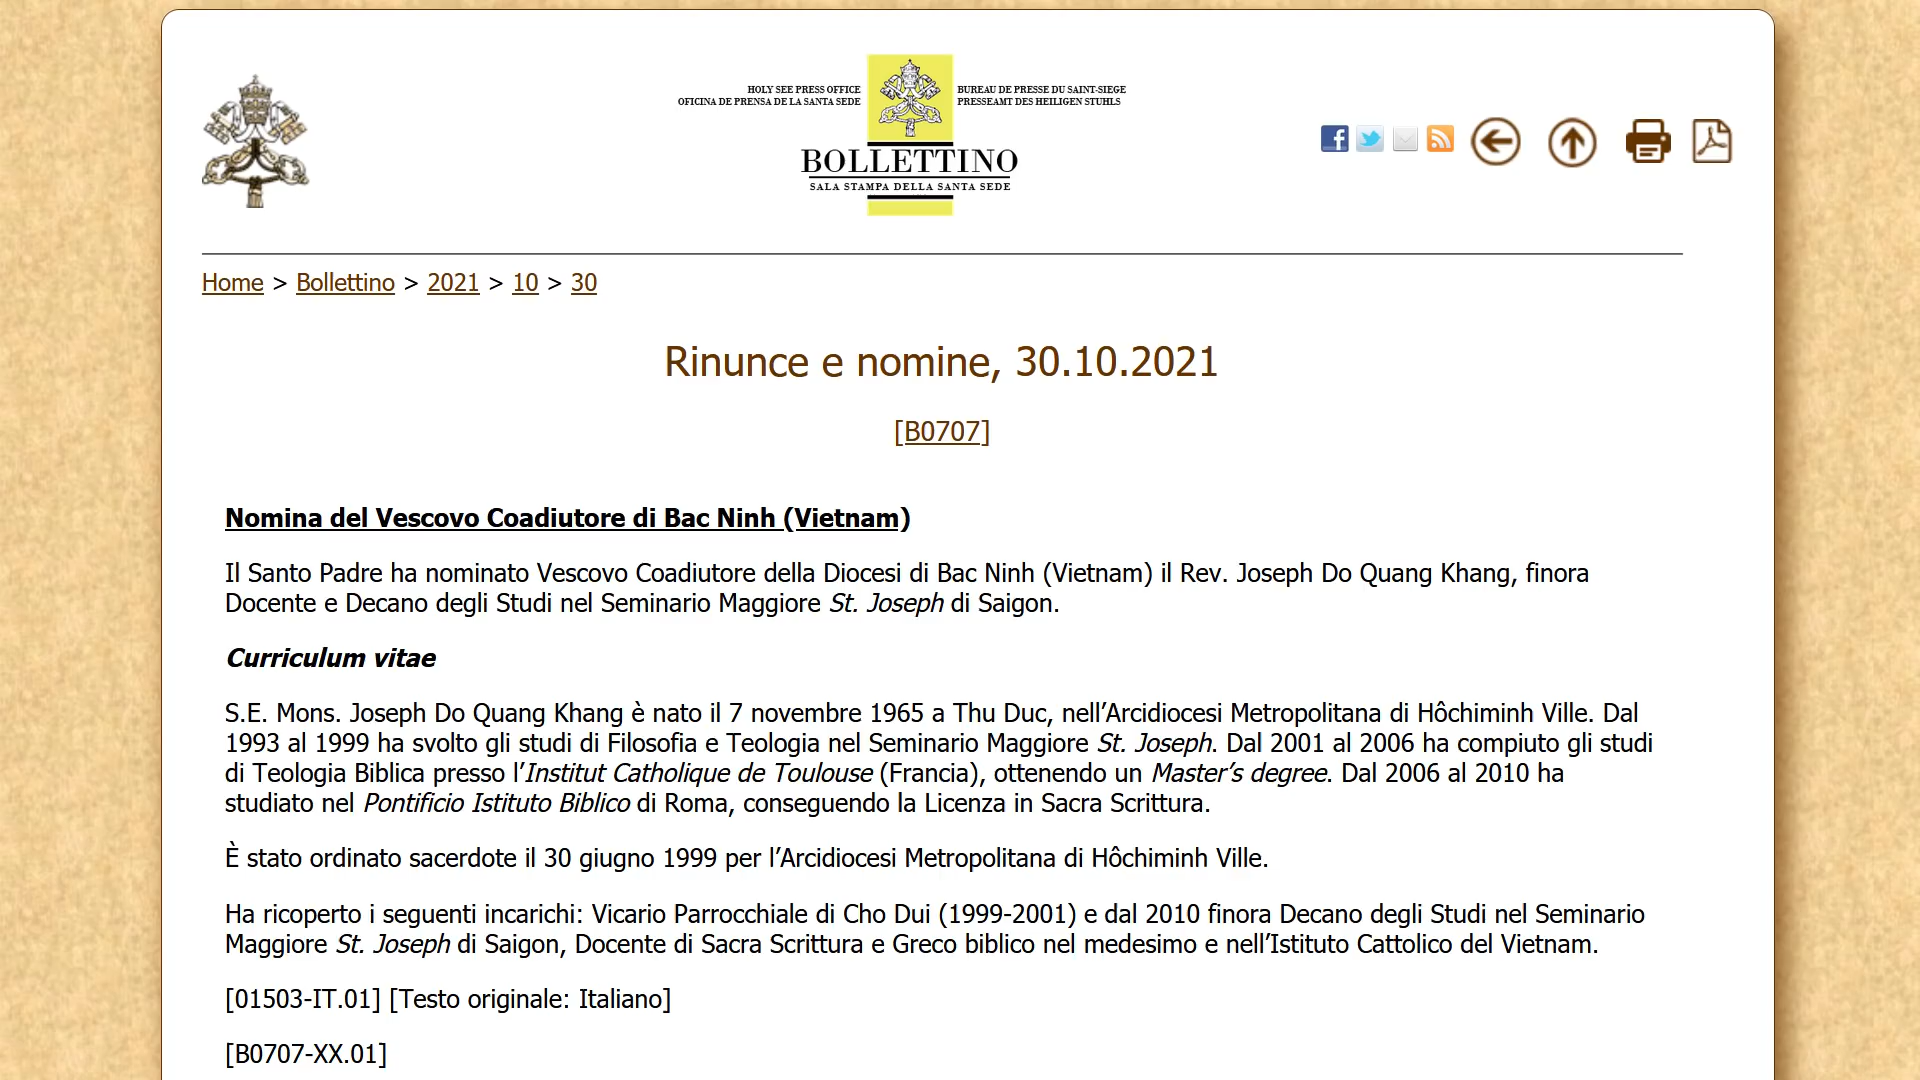 HOLY SEE PRESS OFFICE
OFICINA DE PRENSA DE LA SANTA SEDE
BUREAU DE PRESSE DU SAINT-SIEGE
PRESSEAMT DES HEILIGEN STUHLS
BOLLETTINO
SALA STAMPA DELLA SANTA SEDE
Home > Bollettino > 2021 > 10 > 30
Rinunce e nomine, 30.10.2021
[B0707]
Nomina del Vescovo Coadiutore di Bac Ninh (Vietnam)
Il Santo Padre ha nominato Vescovo Coadiutore della Diocesi di Bac Ninh (Vietnam) il Rev. Joseph Do Quang Khang, finora
Docente e Decano degli Studi nel Seminario Maggiore St. Joseph di Saigon.
Curriculum vitae
S.E. Mons. Joseph Do Quang Khang è nato il 7 novembre 1965 a Thu Duc, nell’Arcidiocesi Metropolitana di Hôchiminh Ville. Dal
1993 al 1999 ha svolto gli studi di Filosofia e Teologia nel Seminario Maggiore St. Joseph. Dal 2001 al 2006 ha compiuto gli studi
di Teologia Biblica presso l’Institut Catholique de Toulouse (Francia), ottenendo un Master’s degree. Dal 2006 al 2010 ha
studiato nel Pontificio Istituto Biblico di Roma, conseguendo la Licenza in Sacra Scrittura.
È stato ordinato sacerdote il 30 giugno 1999 per l’Arcidiocesi Metropolitana di Hôchiminh Ville.
Ha ricoperto i seguenti incarichi: Vicario Parrocchiale di Cho Dui (1999-2001) e dal 2010 finora Decano degli Studi nel Seminario
Maggiore St. Joseph di Saigon, Docente di Sacra Scrittura e Greco biblico nel medesimo e nell’Istituto Cattolico del Vietnam.
[01503-IT.01] [Testo originale: Italiano]
[B0707-XX.01]